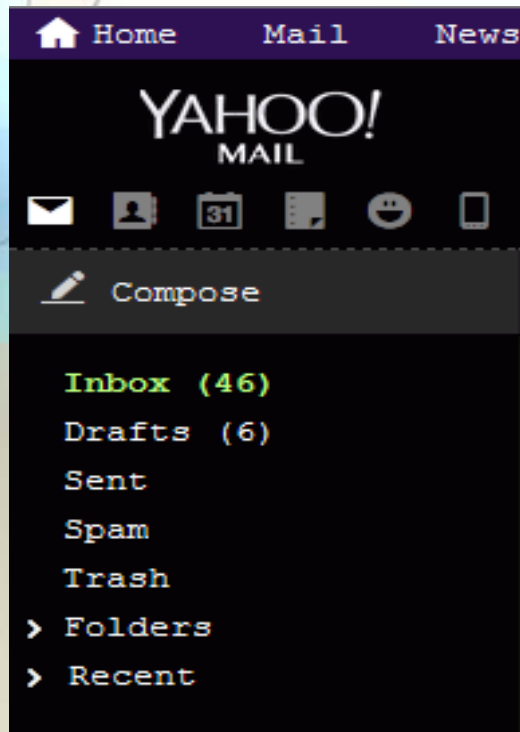 Home Mail News
YAHOO!
MAIL
31
Compose
Inbox (46)
Drafts (6)
Sent
Spam
Trash
Folders
Recent